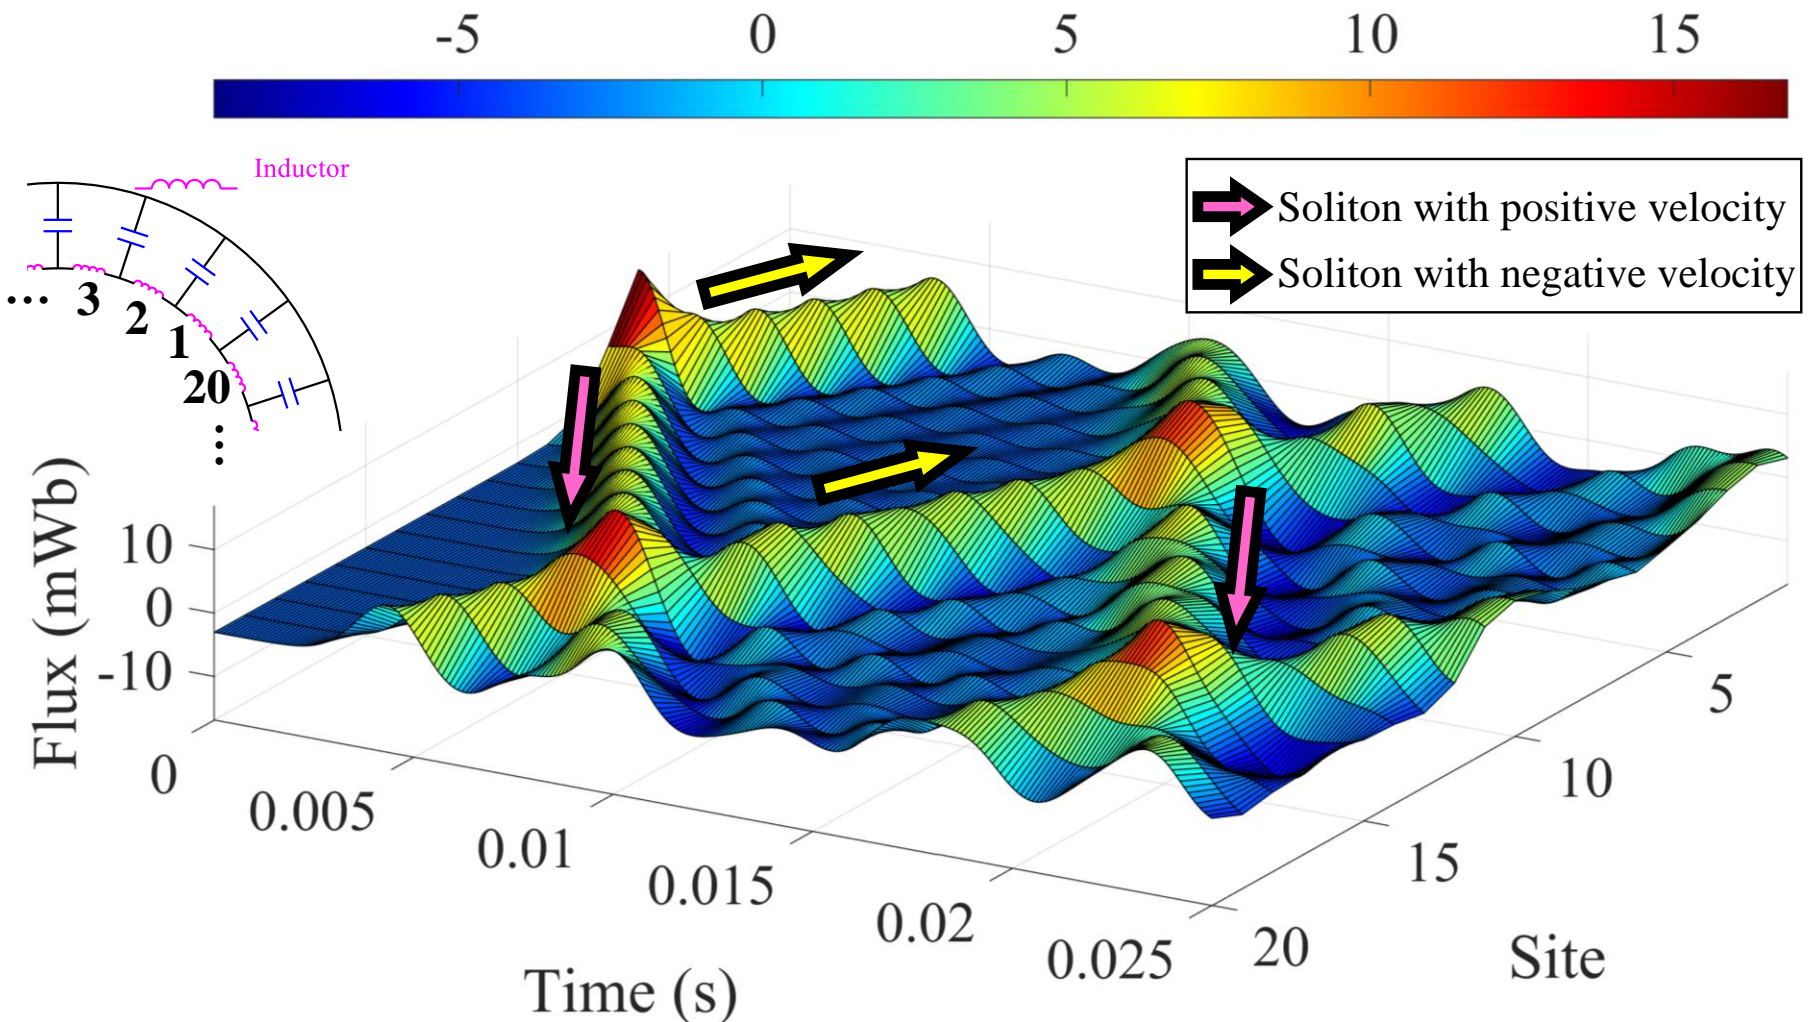 -5 0 5 10 15
Inductor
Soliton with positive velocity
Soliton with negative velocity
... 3 2 1 20 ...
10
0
-10
Flux (mWb)
0 0.005 0.01 0.015 0.02 0.025
Time (s)
5
10
15
20
Site